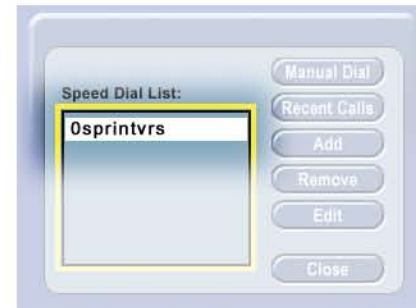 Manual Dial
Speed Dial List:
Recent Calls
0sprintvrs
Add
Remove
Edit
Close